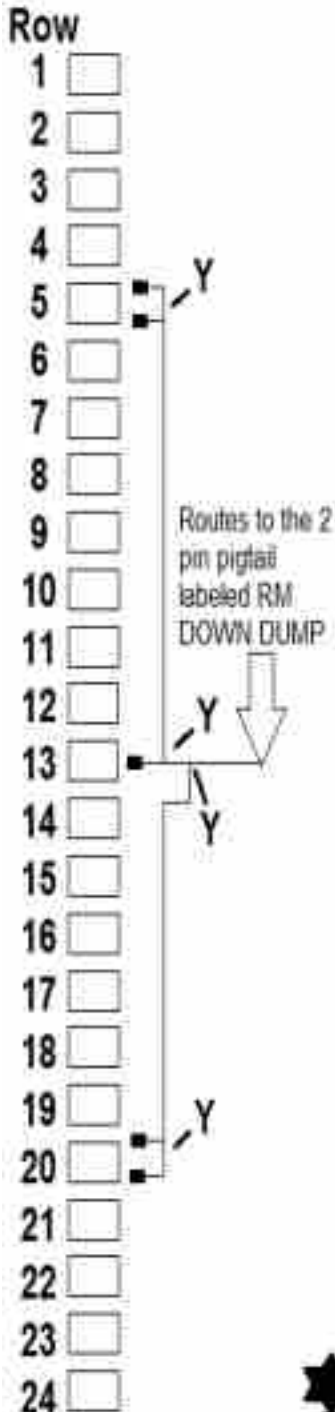 Row
1
2
3
4
5
Y
6
7
8
9
Routes to the 2
pin pigtail
labeled RM
DOWN DUMP
10
11
12
Y
13
14
Y
15
16
17
18
19
Y
20
21
22
23
24